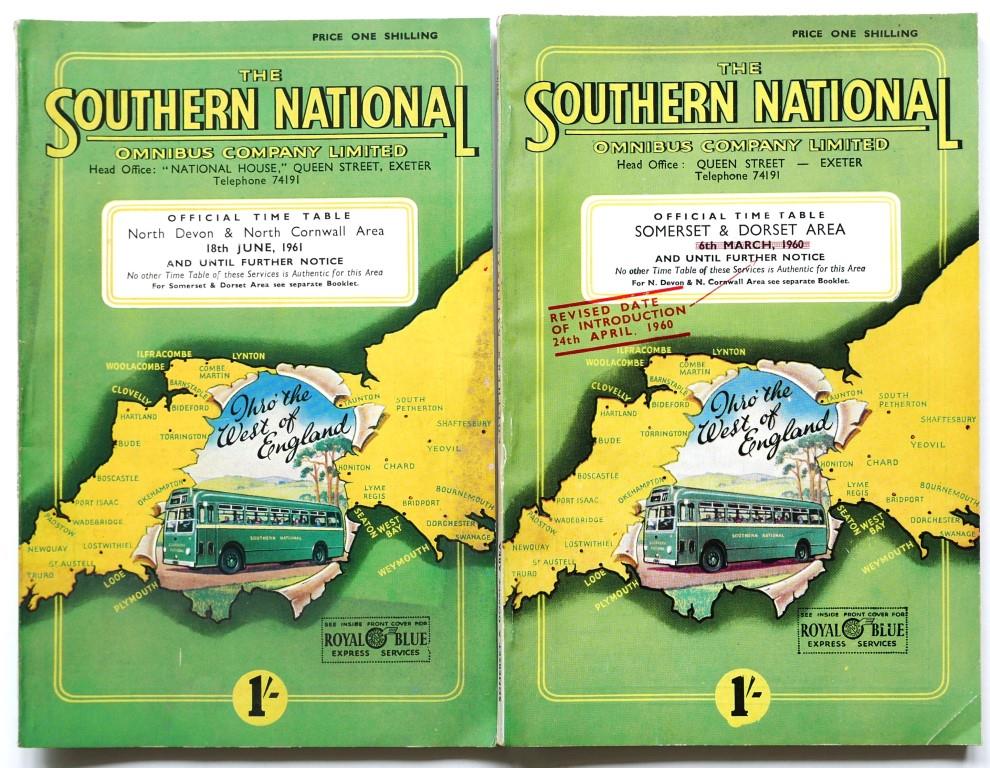 PRICE ONE SHILLING
THE
SOUTHERN NATIONAL
OMNIBUS COMPANY LIMITED
Head Office: "NATIONAL HOUSE," QUEEN STREET, EXETER
Telephone 74191
OFFICIAL TIME TABLE
North Devon & North Cornwall Area
18th JUNE, 1961
AND UNTIL FURTHER NOTICE
No other Time Table of these Services is Authentic for this Area
For Somerset & Dorset Area see separate Booklet.
ILFRACOMBE
LYNTON
WOOLACOMBE
COMBE
MARTIN
BARNSTAPLE
CLOVELLY
BIDEFORD
HARTLAND
TORRINGTON
BUDE
BOSCASTLE
OKEHAMPTON
PORT ISAAC
PADSTOW
WADEBRIDGE
NEWQUAY
LOSTWITHIEL
ST AUSTELL
TRURO
LOOE
PLYMOUTH
Thro' the
West of
England
TAUNTON
SOUTH
PETHERTON
SHAFTESBURY
YEOVIL
HONITON
CHARD
LYME
REGIS
BOURNEMOUTH
BRIDPORT
SEATON
WEST
BAY
DORCHESTER
SWANAGE
WEYMOUTH
SOUTHERN NATIONAL
SEE INSIDE FRONT COVER FOR
ROYAL BLUE
EXPRESS SERVICES
1/-
PRICE ONE SHILLING
THE
SOUTHERN NATIONAL
OMNIBUS COMPANY LIMITED
Head Office: QUEEN STREET — EXETER
Telephone 74191
OFFICIAL TIME TABLE
SOMERSET & DORSET AREA
6th MARCH, 1960
AND UNTIL FURTHER NOTICE
No other Time Table of these Services is Authentic for this Area
For N. Devon & N. Cornwall Area see separate Booklet.
REVISED DATE
OF INTRODUCTION
24th APRIL. 1960
ILFRACOMBE
LYNTON
WOOLACOMBE
COMBE
MARTIN
BARNSTAPLE
CLOVELLY
BIDEFORD
HARTLAND
TORRINGTON
BUDE
BOSCASTLE
OKEHAMPTON
PORT ISAAC
PADSTOW
WADEBRIDGE
NEWQUAY
LOSTWITHIEL
ST AUSTELL
TRURO
LOOE
PLYMOUTH
Thro' the
West of
England
TAUNTON
SOUTH
PETHERTON
SHAFTESBURY
YEOVIL
HONITON
CHARD
LYME
REGIS
BOURNEMOUTH
BRIDPORT
SEATON
WEST
BAY
DORCHESTER
SWANAGE
WEYMOUTH
SOUTHERN NATIONAL
SEE INSIDE FRONT COVER FOR
ROYAL BLUE
EXPRESS SERVICES
1/-